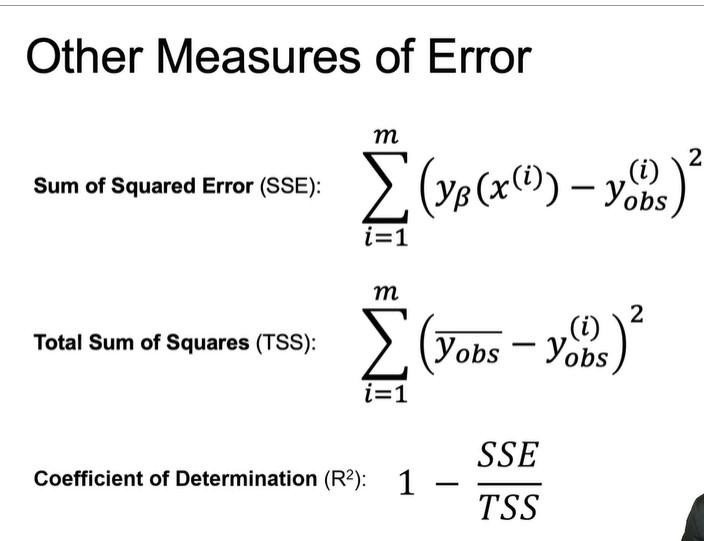 Other Measures of Error
Sum of Squared Error (SSE): $\sum_{i=1}^{m} \left( y_{\beta}(x^{(i)}) - y_{obs}^{(i)} \right)^2$
Total Sum of Squares (TSS): $\sum_{i=1}^{m} \left( \overline{y_{obs}} - y_{obs}^{(i)} \right)^2$
Coefficient of Determination (R²): $1 - \frac{SSE}{TSS}$